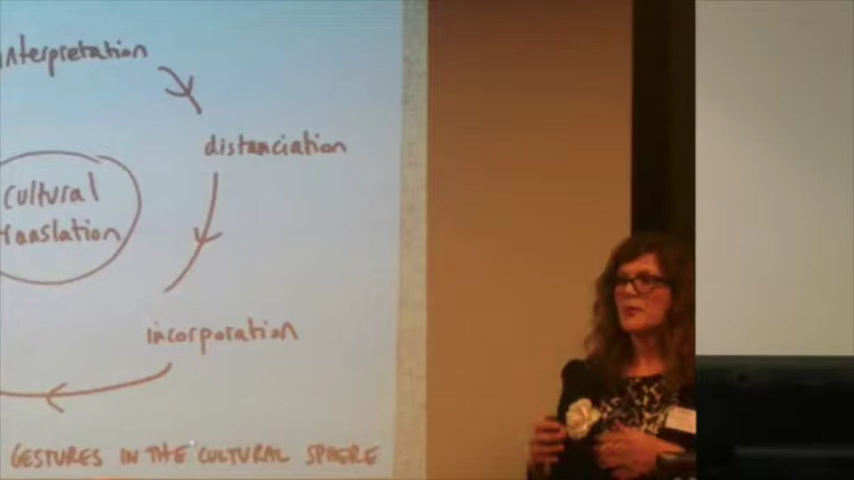 interpretation
distanciation
cultural
translation
incorporation
GESTURES IN THE CULTURAL SPHERE